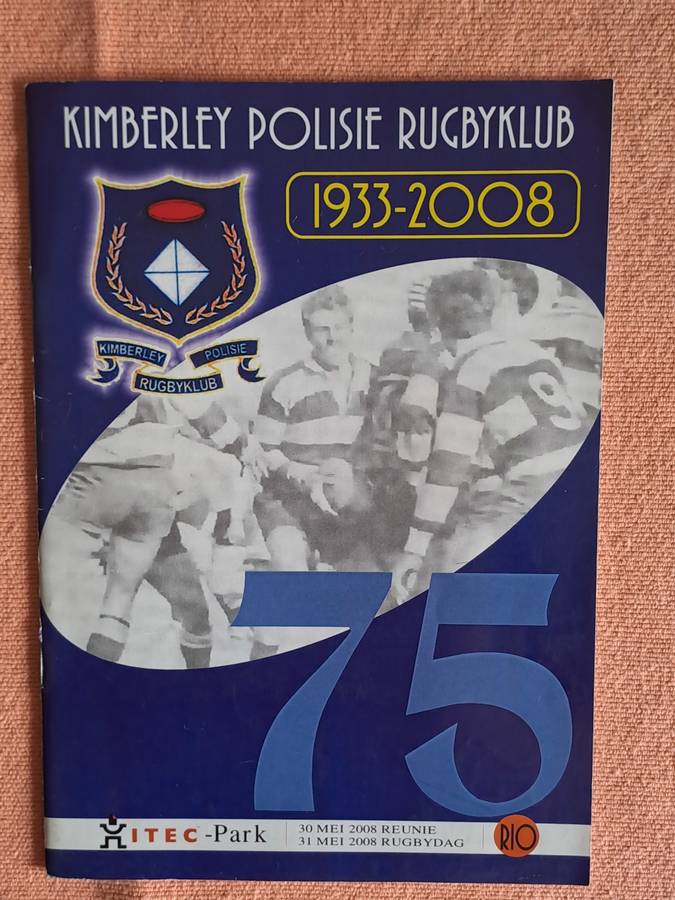 KIMBERLEY POLISIE RUGBYKLUB
1933-2008
KIMBERLEY POLISIE
RUGBYKLUB
9
75
ITEC-Park
30 MEI 2008 REUNIE
31 MEI 2008 RUGBYDAG
RIO